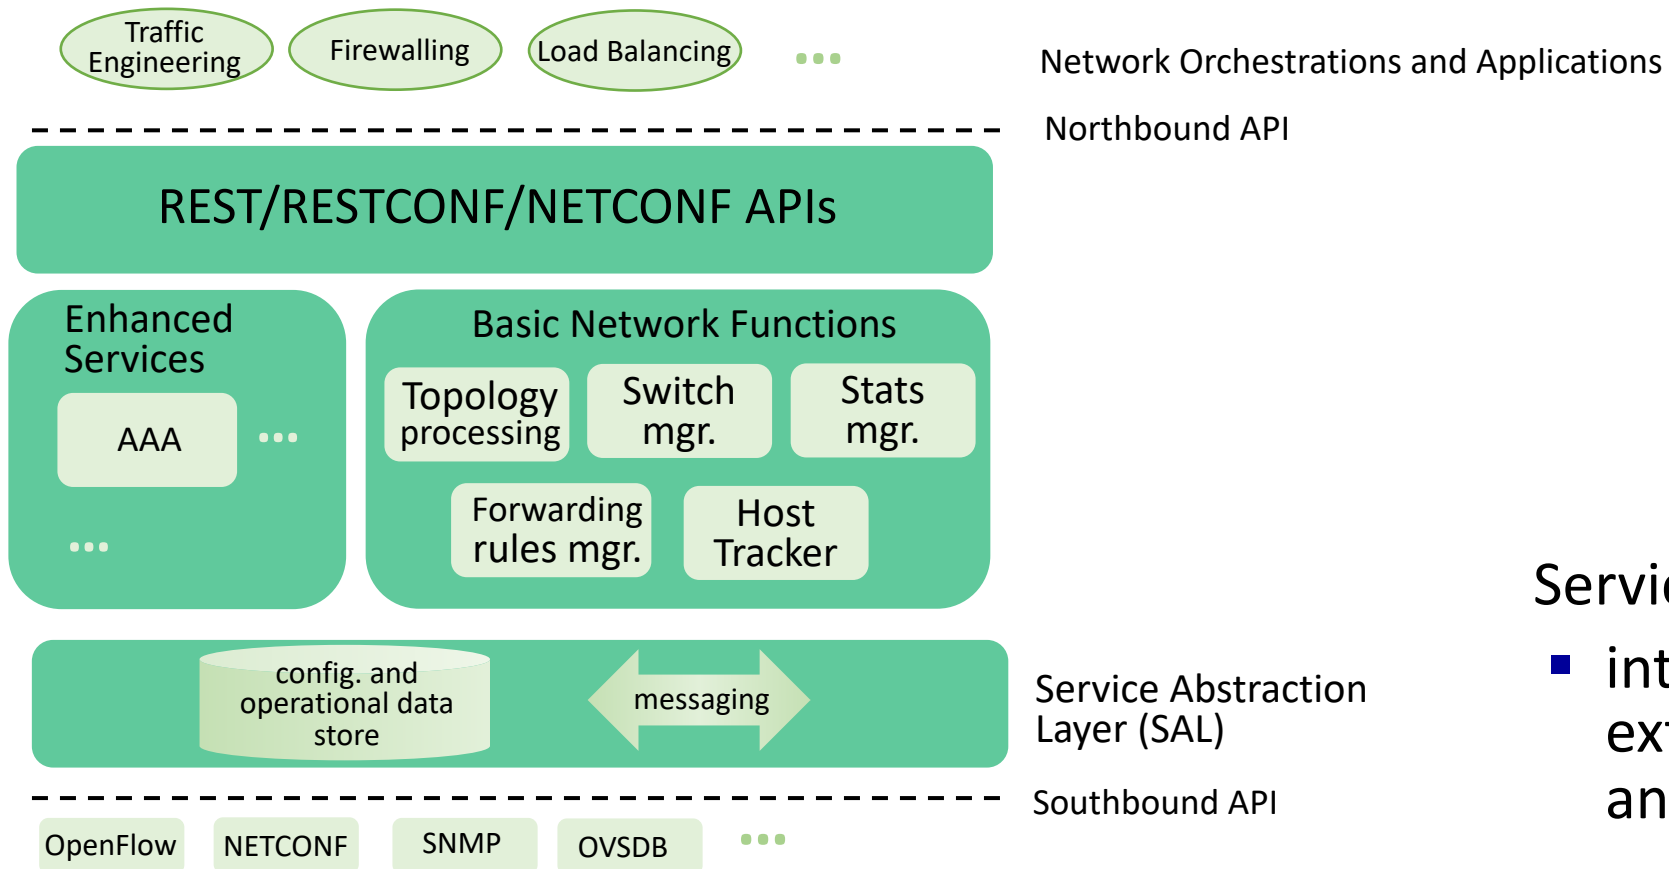 Traffic
Engineering
Firewalling
Load Balancing
...
Network Orchestrations and Applications
Northbound API
REST/RESTCONF/NETCONF APIs
Enhanced
Services
AAA
...
...
Basic Network Functions
Topology
processing
Switch
mgr.
Stats
mgr.
Forwarding
rules mgr.
Host
Tracker
config. and
operational data
store
messaging
Service Abstraction
Layer (SAL)
Southbound API
OpenFlow
NETCONF
SNMP
OVSDB
...